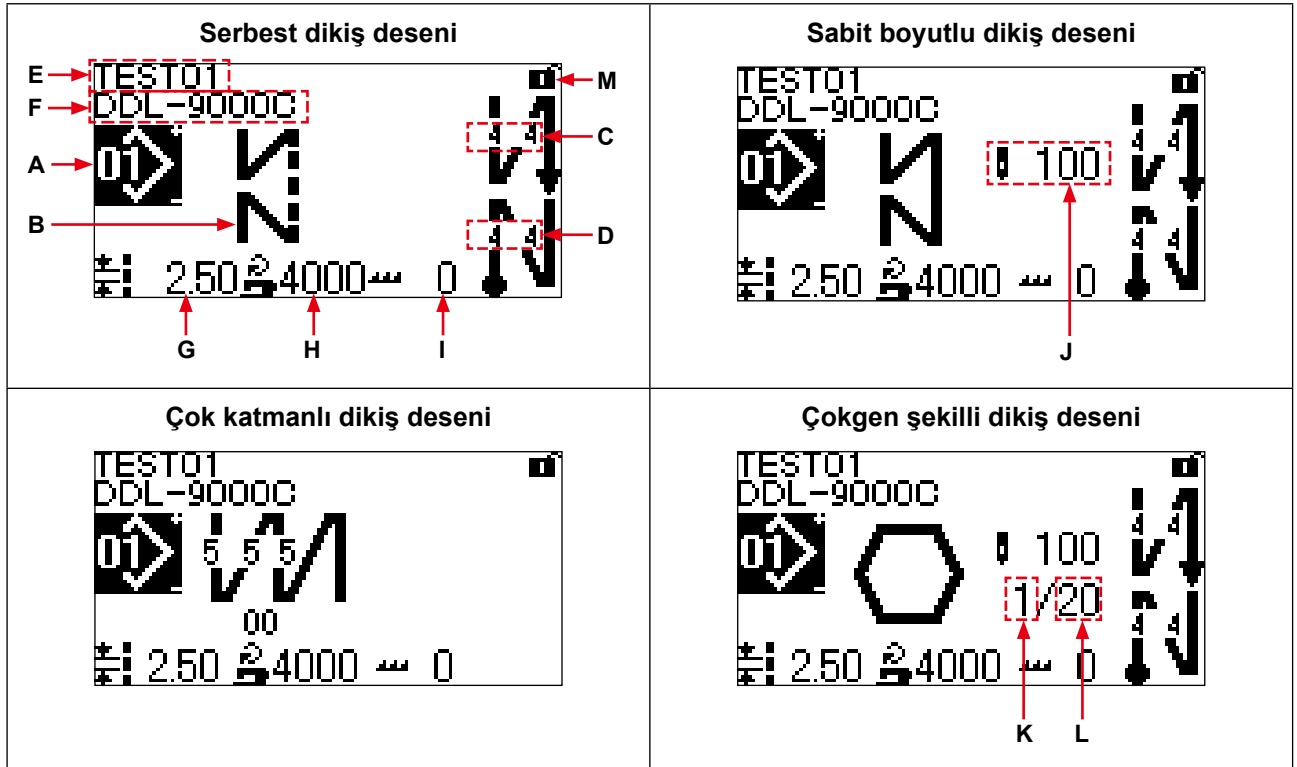 Serbest dikiş deseni
E
TEST01
M
F
DDL-9000C
C
4 4
A
01
B
D
4 4
2.50 4000 0
G
H
I
Sabit boyutlu dikiş deseni
TEST01
DDL-9000C
4 4
01
100
4 4
2.50 4000 0
J
Çok katmanlı dikiş deseni
TEST01
DDL-9000C
01
5 5 5
00
2.50 4000 0
Çokgen şekilli dikiş deseni
TEST01
DDL-9000C
4 4
01
100
1/20
4 4
2.50 4000 0
K
L